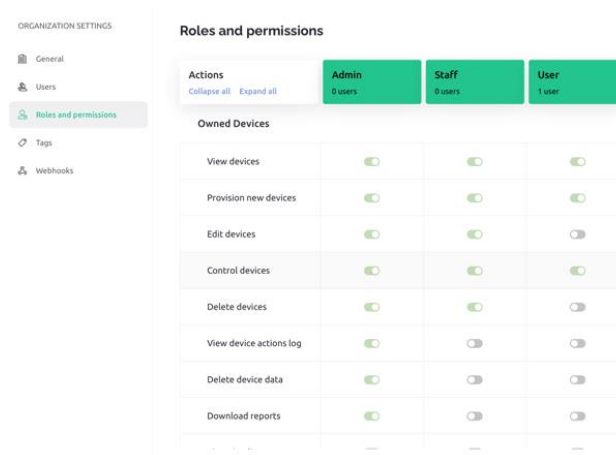 ORGANIZATION SETTINGS
General
Users
Roles and permissions
Tags
Webhooks
Roles and permissions
Actions
Collapse all Expand all
Admin
0 users
Staff
0 users
User
1 user
Owned Devices
View devices
Provision new devices
Edit devices
Control devices
Delete devices
View device actions log
Delete device data
Download reports